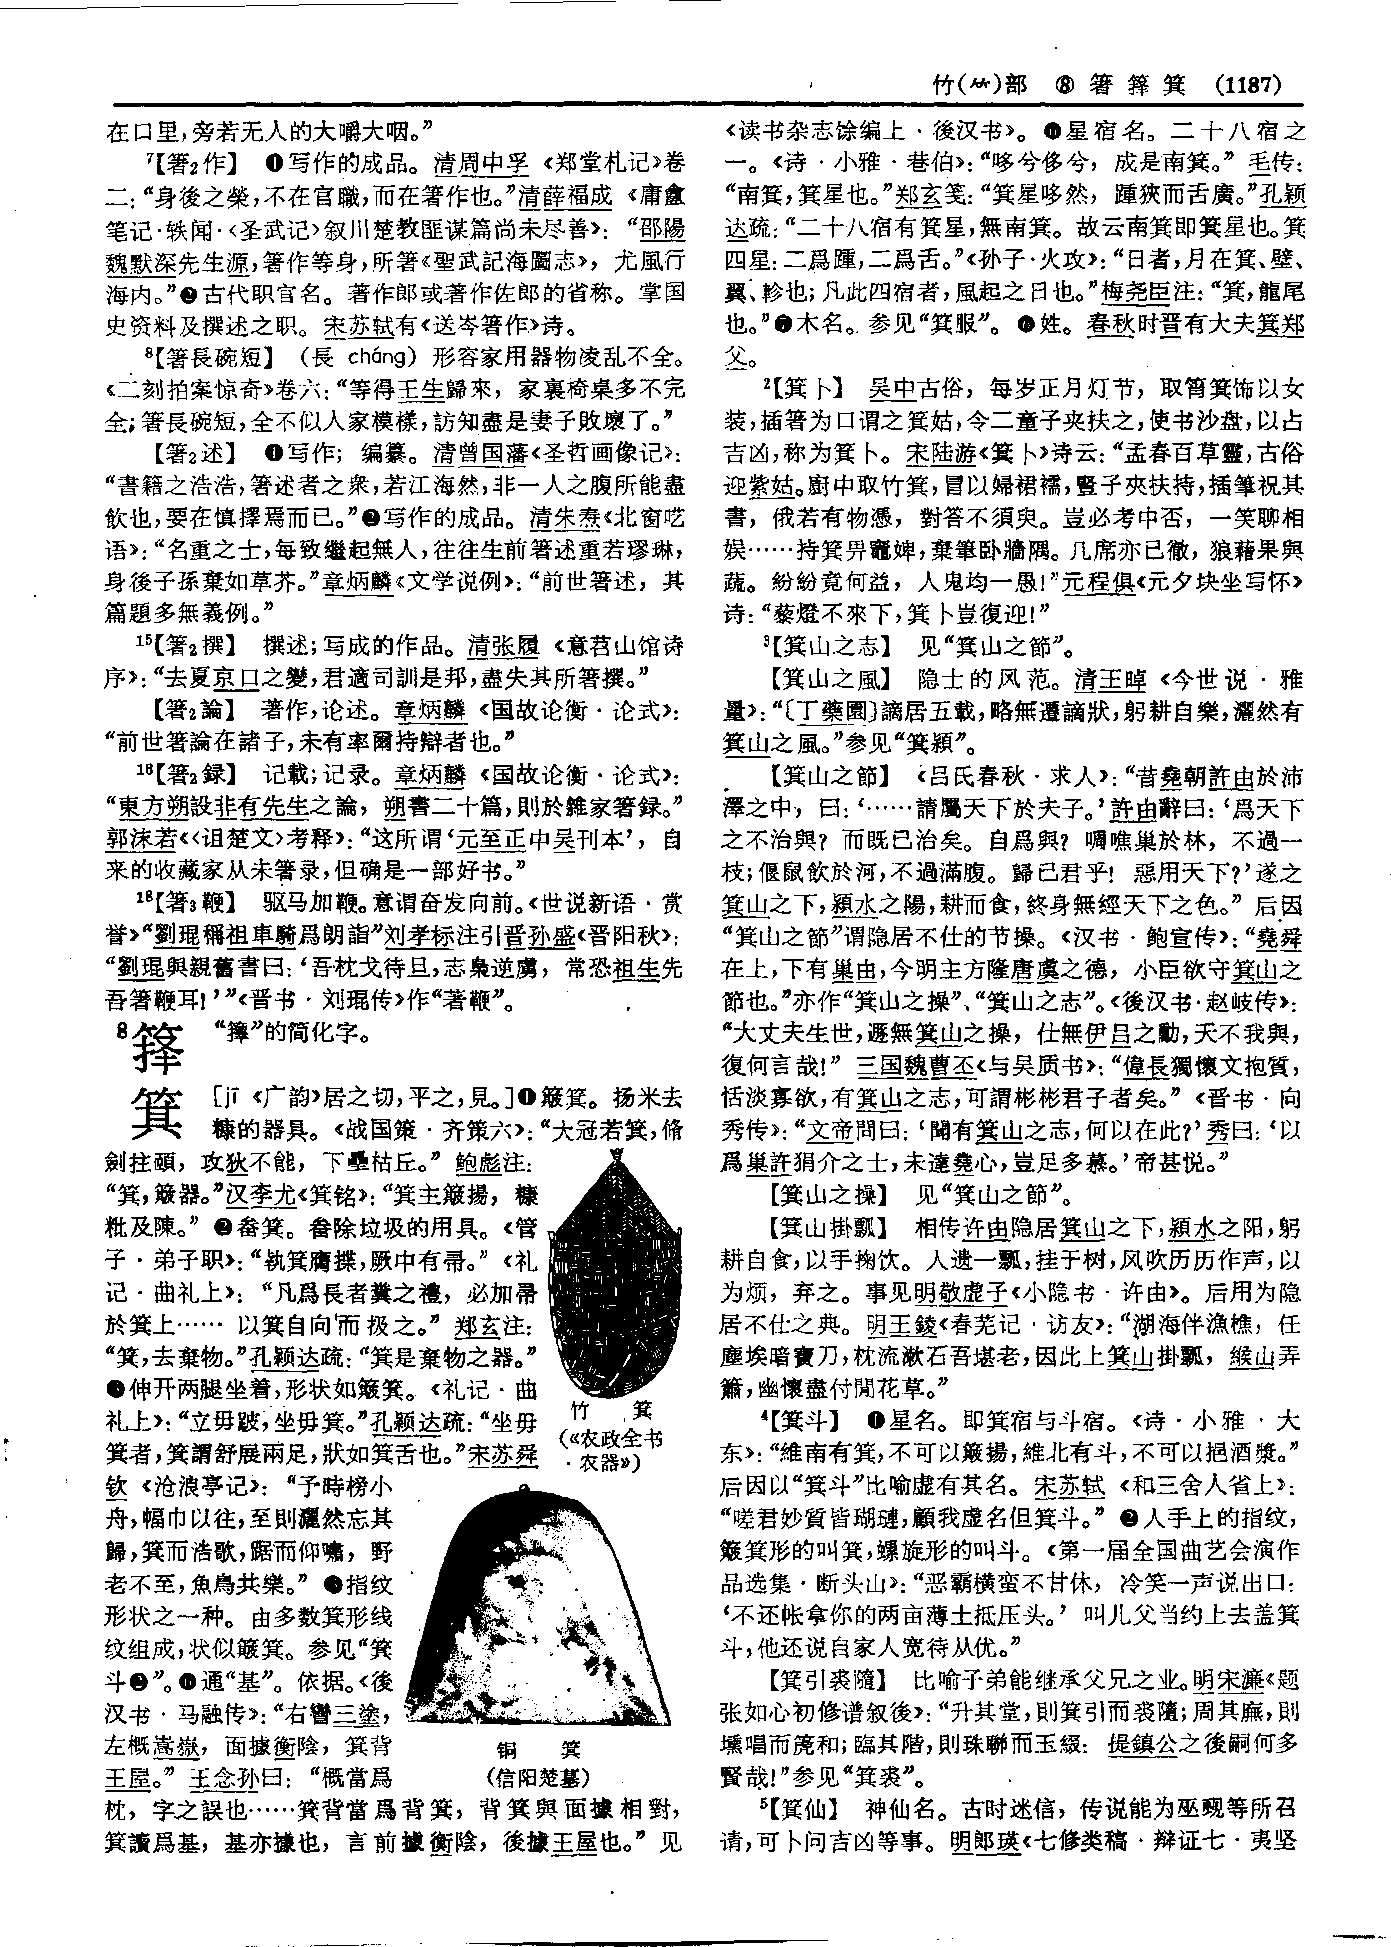 竹(⺮)部 ⑧ 箸 箨 箕 (1187)
在口里，旁若无人的大嚼大咽。”
⁷【箸₂作】 ❶写作的成品。清周中孚《郑堂札记》卷
二：“身後之榮，不在官職，而在箸作也。”清薛福成《庸盦
笔记·轶闻·〈圣武记〉叙川楚教匪谋篇尚未尽善》：“邵陽
魏默深先生源，箸作等身，所箸《聖武記海圖志》，尤風行
海内。”❷古代职官名。著作郎或著作佐郎的省称。掌国
史资料及撰述之职。宋苏轼有《送岑箸作》诗。
⁸【箸長碗短】（長 cháng）形容家用器物凌乱不全。
《二刻拍案惊奇》卷六：“等得王生歸來，家裏椅桌多不完
全；箸長碗短，全不似人家模樣，訪知盡是妻子敗壞了。”
【箸₂述】 ❶写作；编纂。清曾国藩《圣哲画像记》：
“書籍之浩浩，箸述者之衆，若江海然，非一人之腹所能盡
飲也，要在慎擇焉而已。”❷写作的成品。清朱焘《北窗呓
语》：“名重之士，每致繼起無人，往往生前箸述重若璆琳，
身後子孫棄如草芥。”章炳麟《文学说例》：“前世箸述，其
篇題多無義例。”
¹⁵【箸₂撰】 撰述；写成的作品。清张履《意苕山馆诗
序》：“去夏京口之變，君適司訓是邦，盡失其所箸撰。”
【箸₂論】 著作，论述。章炳麟《国故论衡·论式》：
“前世箸論在諸子，未有率爾持辯者也。”
¹⁶【箸₂録】 记载；记录。章炳麟《国故论衡·论式》：
“東方朔設非有先生之論，朔書二十篇，則於雜家箸録。”
郭沫若《〈诅楚文〉考释》：“这所谓‘元至正中吴刊本’，自
来的收藏家从未箸录，但确是一部好书。”
¹⁸【箸₃鞭】 驱马加鞭。意谓奋发向前。《世说新语·赏
誉》“劉琨稱祖車騎爲朗詣”刘孝标注引晋孙盛《晋阳秋》：
“劉琨與親舊書曰：‘吾枕戈待旦，志梟逆虜，常恐祖生先
吾箸鞭耳！’”《晋书·刘琨传》作“著鞭”。
8箨 “籜”的简化字。
箕 [jī《广韵》居之切，平之，見。]❶簸箕。扬米去
糠的器具。《战国策·齐策六》：“大冠若箕，脩
劍拄頤，攻狄不能，下壘枯丘。”鲍彪注：
“箕，簸器。”汉李尤《箕铭》：“箕主簸揚，糠
粃及陳。”❷畚箕。畚除垃圾的用具。《管
子·弟子职》：“執箕膺揲，厥中有帚。”《礼
记·曲礼上》：“凡爲長者糞之禮，必加帚
於箕上……以箕自向而扱之。”郑玄注：
“箕，去棄物。”孔颖达疏：“箕是棄物之器。”
❸伸开两腿坐着，形状如簸箕。《礼记·曲
礼上》：“立毋跛，坐毋箕。”孔颖达疏：“坐毋
箕者，箕謂舒展兩足，狀如箕舌也。”宋苏舜
钦《沧浪亭记》：“予時榜小
舟，幅巾以往，至則灑然忘其
歸，箕而浩歌，踞而仰嘯，野
老不至，魚鳥共樂。”❹指纹
形状之一种。由多数箕形线
纹组成，状似簸箕。参见“箕
斗❷”。❺通“基”。依据。《後
汉书·马融传》：“右矕三塗，
左概嵩嶽，面據衡陰，箕背
王屋。”王念孙曰：“概當爲
枕，字之誤也……箕背當爲背箕，背箕與面據相對，
箕讀爲基，基亦據也，言前據衡陰，後據王屋也。”见
竹 箕
(《农政全书
·农器》)
铜 箕
(信阳楚墓)
《读书杂志馀编上·後汉书》。❻星宿名。二十八宿之
一。《诗·小雅·巷伯》：“哆兮侈兮，成是南箕。”毛传：
“南箕，箕星也。”郑玄笺：“箕星哆然，踵狹而舌廣。”孔颖
达疏：“二十八宿有箕星，無南箕。故云南箕即箕星也。箕
四星：二爲踵，二爲舌。”《孙子·火攻》：“日者，月在箕、壁、
翼、軫也；凡此四宿者，風起之日也。”梅尧臣注：“箕，龍尾
也。”❼木名。参见“箕服”。❽姓。春秋时晋有大夫箕郑
父。
²【箕卜】 吴中古俗，每岁正月灯节，取筲箕饰以女
装，插箸为口谓之箕姑，令二童子夹扶之，使书沙盘，以占
吉凶，称为箕卜。宋陆游《箕卜》诗云：“孟春百草靈，古俗
迎紫姑。廚中取竹箕，冒以婦裙襦，豎子夾扶持，插筆祝其
書，俄若有物憑，對答不須臾。豈必考中否，一笑聊相
娱……持箕畀竈婢，棄筆卧牆隅。几席亦已徹，狼藉果與
蔬。紛紛竟何益，人鬼均一愚！”元程俱《元夕块坐写怀》
诗：“藜燈不來下，箕卜豈復迎！”
³【箕山之志】 见“箕山之節”。
【箕山之風】 隐士的风范。清王晫《今世说·雅
量》：“〔丁藥園〕謫居五載，略無遷謫狀，躬耕自樂，灑然有
箕山之風。”参见“箕潁”。
【箕山之節】 《吕氏春秋·求人》：“昔堯朝許由於沛
澤之中，曰：‘……請屬天下於夫子。’許由辭曰：‘爲天下
之不治與？而既已治矣。自爲與？啁噍巢於林，不過一
枝；偃鼠飲於河，不過滿腹。歸已君乎！惡用天下？’遂之
箕山之下，潁水之陽，耕而食，終身無經天下之色。”后因
“箕山之節”谓隐居不仕的节操。《汉书·鲍宣传》：“堯舜
在上，下有巢由，今明主方隆唐虞之德，小臣欲守箕山之
節也。”亦作“箕山之操”、“箕山之志”。《後汉书·赵岐传》：
“大丈夫生世，遯無箕山之操，仕無伊吕之勳，天不我與，
復何言哉！”三国魏曹丕《与吴质书》：“偉長獨懷文抱質，
恬淡寡欲，有箕山之志，可謂彬彬君子者矣。”《晋书·向
秀传》：“文帝問曰：‘聞有箕山之志，何以在此？’秀曰：‘以
爲巢許狷介之士，未達堯心，豈足多慕。’帝甚悦。”
【箕山之操】 见“箕山之節”。
【箕山掛瓢】 相传许由隐居箕山之下，潁水之阳，躬
耕自食，以手掬饮。人遗一瓢，挂于树，风吹历历作声，以
为烦，弃之。事见明敬虚子《小隐书·许由》。后用为隐
居不仕之典。明王錂《春芜记·访友》：“湖海伴漁樵，任
塵埃暗寶刀，枕流漱石吾堪老，因此上箕山掛瓢，緱山弄
簫，幽懷盡付閒花草。”
⁴【箕斗】 ❶星名。即箕宿与斗宿。《诗·小雅·大
东》：“維南有箕，不可以簸揚，維北有斗，不可以挹酒漿。”
后因以“箕斗”比喻虚有其名。宋苏轼《和三舍人省上》：
“嗟君妙質皆瑚璉，顧我虚名但箕斗。”❷人手上的指纹，
簸箕形的叫箕，螺旋形的叫斗。《第一届全国曲艺会演作
品选集·断头山》：“恶霸横蛮不甘休，冷笑一声说出口：
‘不还帐拿你的两亩薄土抵压头。’叫儿父当约上去盖箕
斗，他还说自家人宽待从优。”
【箕引裘隨】 比喻子弟能继承父兄之业。明宋濂《题
张如心初修谱叙後》：“升其堂，則箕引而裘隨；周其廡，則
壎唱而箎和；臨其階，則珠聯而玉綴：提鎮公之後嗣何多
賢哉！”参见“箕裘”。
⁵【箕仙】 神仙名。古时迷信，传说能为巫觋等所召
请，可卜问吉凶等事。明郎瑛《七修类稿·辩证七·夷坚